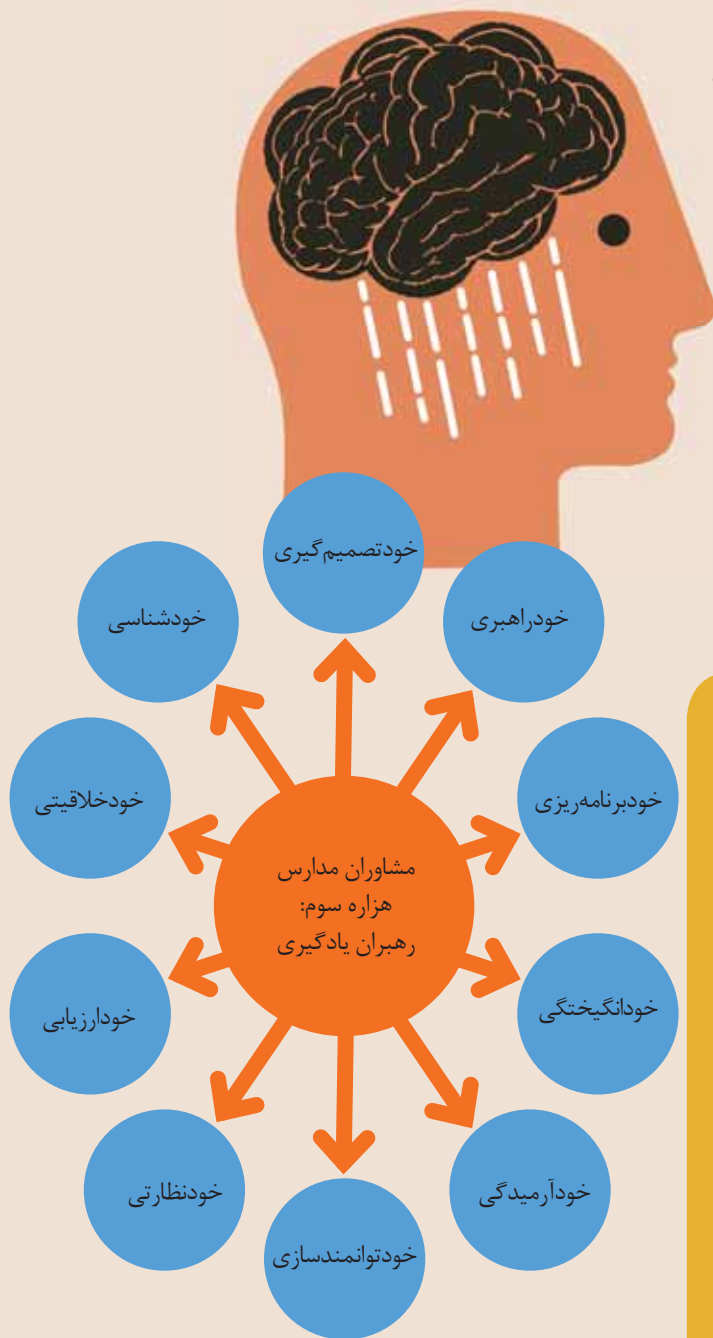 خودتصمیم‌گیری
خودراهبری
خودشناسی
خودبرنامه‌ریزی
خودخلاقیتی
مشاوران مدارس
هزاره سوم:
رهبران یادگیری
خودانگیختگی
خودارزیابی
خودآرمیدگی
خودنظارتی
خودتوانمندسازی